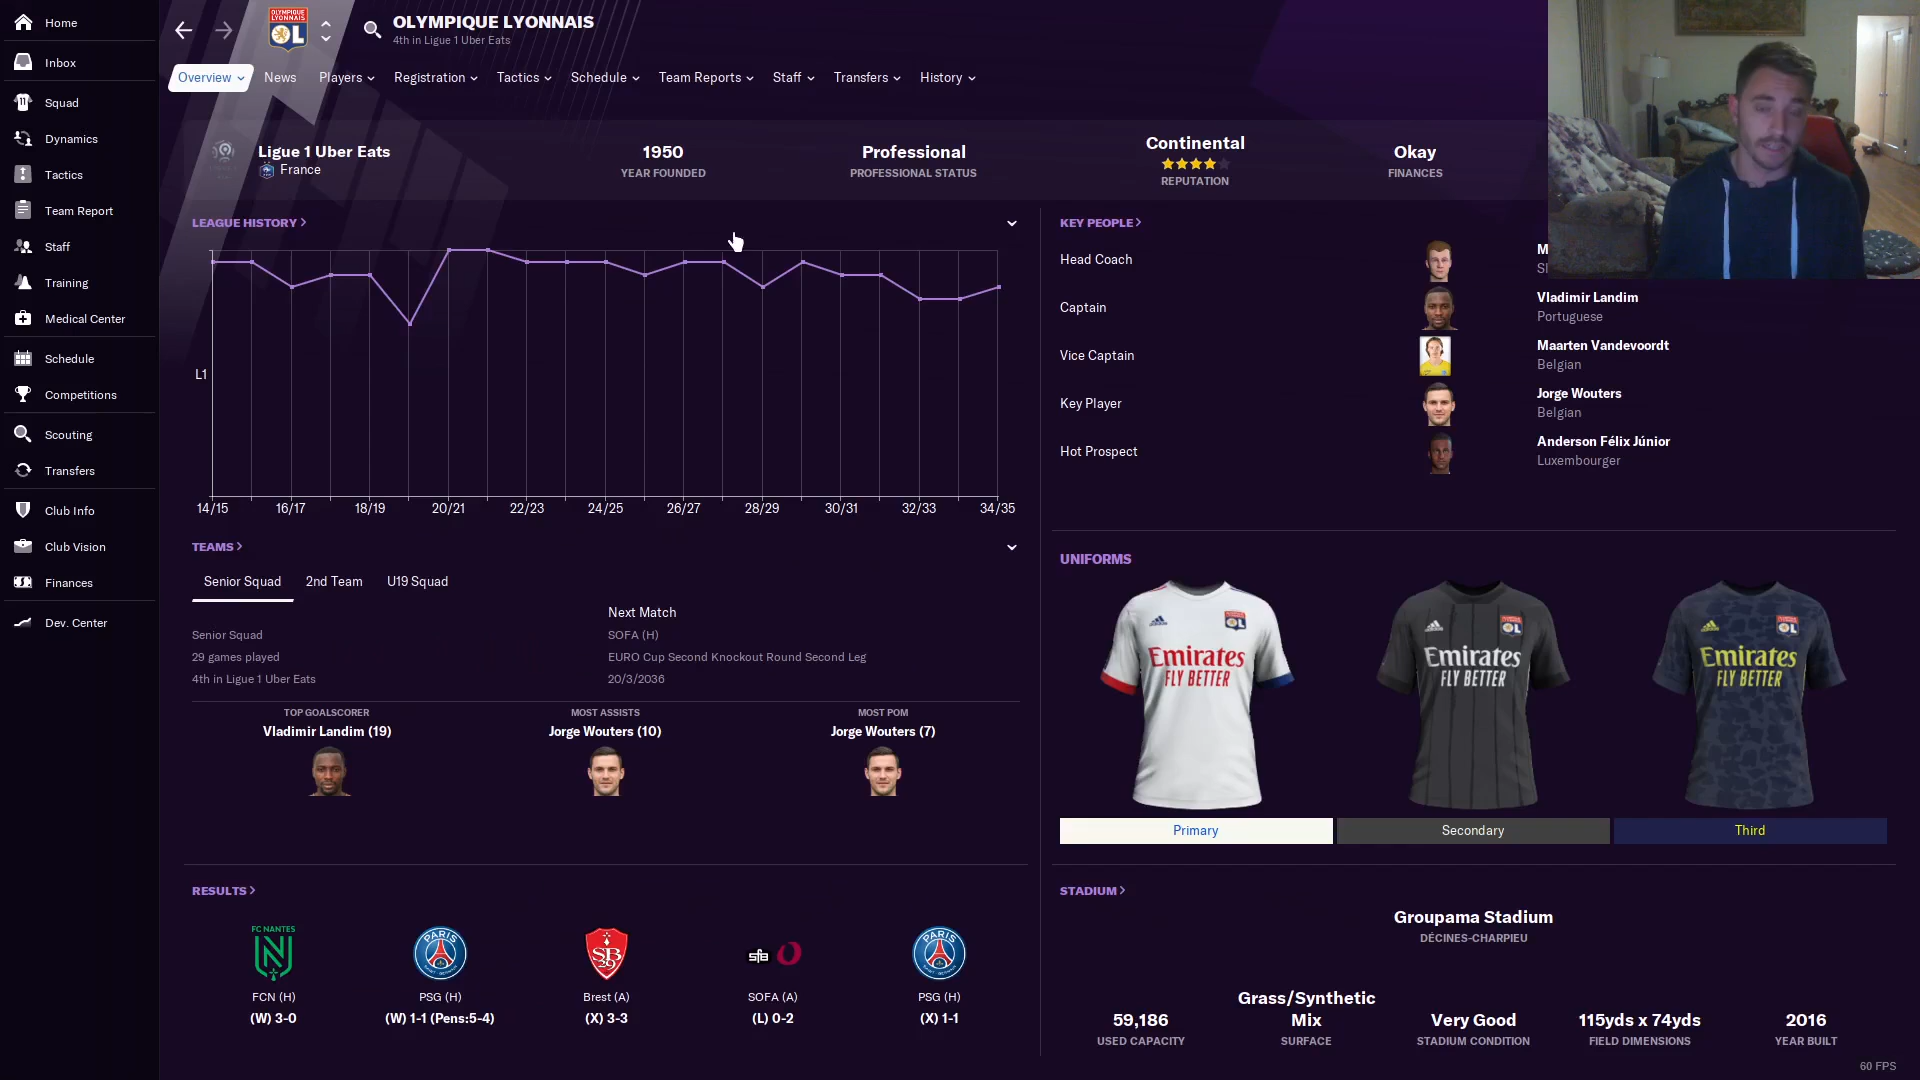 Home
Inbox
Squad
Dynamics
Tactics
Team Report
Staff
Training
Medical Center
Schedule
Competitions
Scouting
Transfers
Club Info
Club Vision
Finances
Dev. Center
OLYMPIQUE LYONNAIS
4th in Ligue 1 Uber Eats
Overview
News
Players
Registration
Tactics
Schedule
Team Reports
Staff
Transfers
History
Ligue 1 Uber Eats
France
1950
YEAR FOUNDED
Professional
PROFESSIONAL STATUS
Continental
REPUTATION
Okay
FINANCES
LEAGUE HISTORY
L1
14/15 16/17 18/19 20/21 22/23 24/25 26/27 28/29 30/31 32/33 34/35
KEY PEOPLE
Head Coach
Captain
Vladimir Landim
Portuguese
Vice Captain
Maarten Vandevoordt
Belgian
Key Player
Jorge Wouters
Belgian
Hot Prospect
Anderson Félix Júnior
Luxembourger
TEAMS
Senior Squad
2nd Team
U19 Squad
Senior Squad
29 games played
4th in Ligue 1 Uber Eats
Next Match
SOFA (H)
EURO Cup Second Knockout Round Second Leg
20/3/2036
TOP GOALSCORER
Vladimir Landim (19)
MOST ASSISTS
Jorge Wouters (10)
MOST POM
Jorge Wouters (7)
UNIFORMS
Emirates
FLY BETTER
Emirates
FLY BETTER
Emirates
FLY BETTER
Primary
Secondary
Third
RESULTS
FC NANTES
PARIS
SB
29
sfa
PARIS
FCN (H)
(W) 3-0
PSG (H)
(W) 1-1 (Pens:5-4)
Brest (A)
(X) 3-3
SOFA (A)
(L) 0-2
PSG (H)
(X) 1-1
STADIUM
Groupama Stadium
DÉCINES-CHARPIEU
59,186
USED CAPACITY
Grass/Synthetic
Mix
SURFACE
Very Good
STADIUM CONDITION
115yds x 74yds
FIELD DIMENSIONS
2016
YEAR BUILT
60 FPS